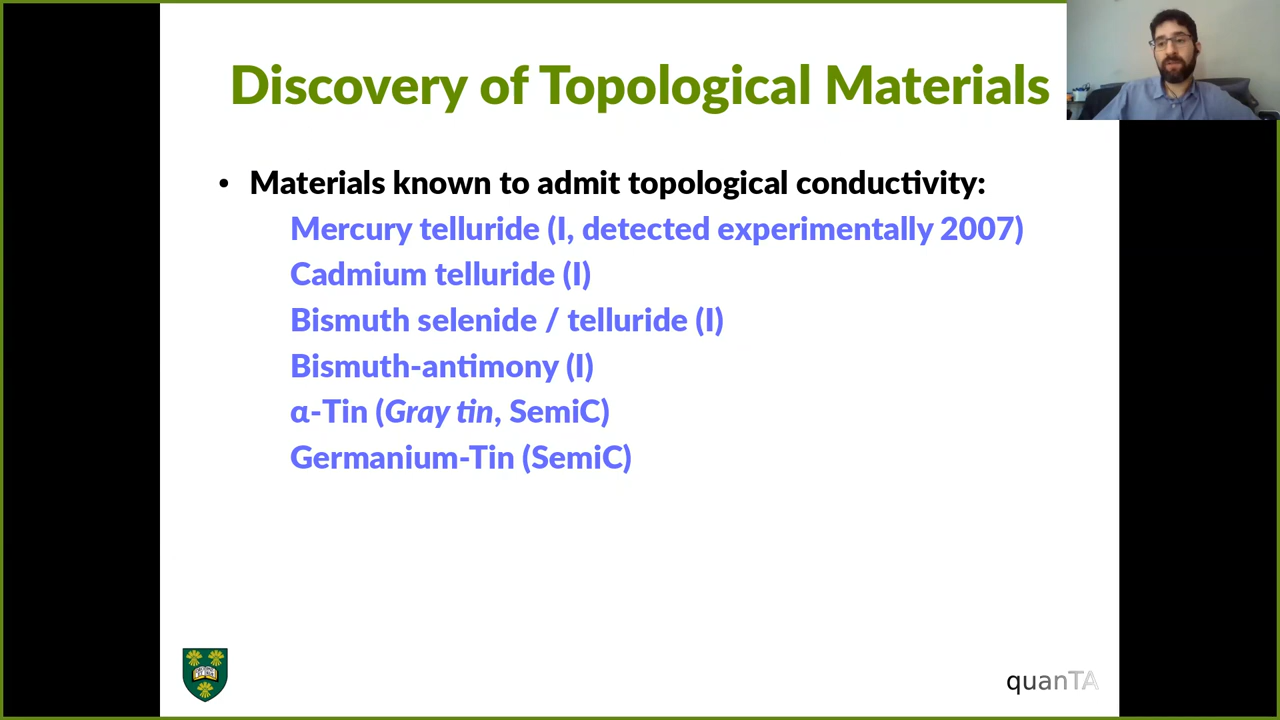 Discovery of Topological Materials
• Materials known to admit topological conductivity:
Mercury telluride (I, detected experimentally 2007)
Cadmium telluride (I)
Bismuth selenide / telluride (I)
Bismuth-antimony (I)
α-Tin (Gray tin, SemiC)
Germanium-Tin (SemiC)
quanTA